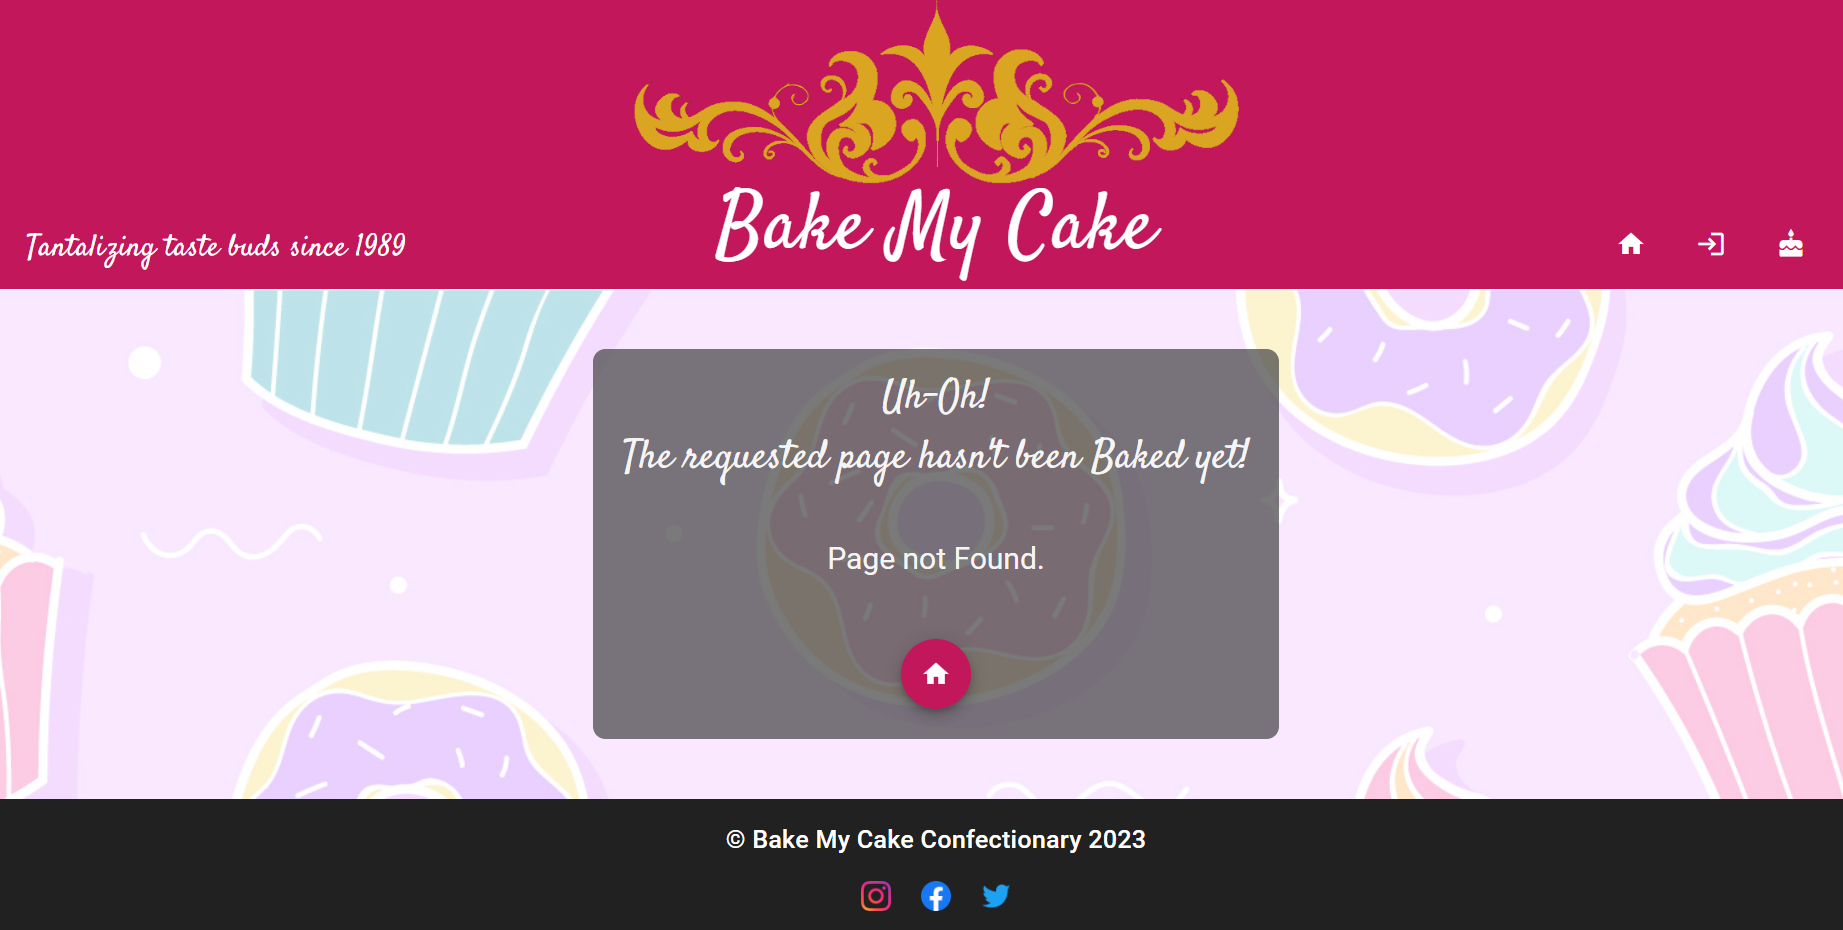 Bake My Cake
Tantalizing taste buds since 1989
Uh-Oh!
The requested page hasn't been Baked yet!
Page not Found.
© Bake My Cake Confectionary 2023